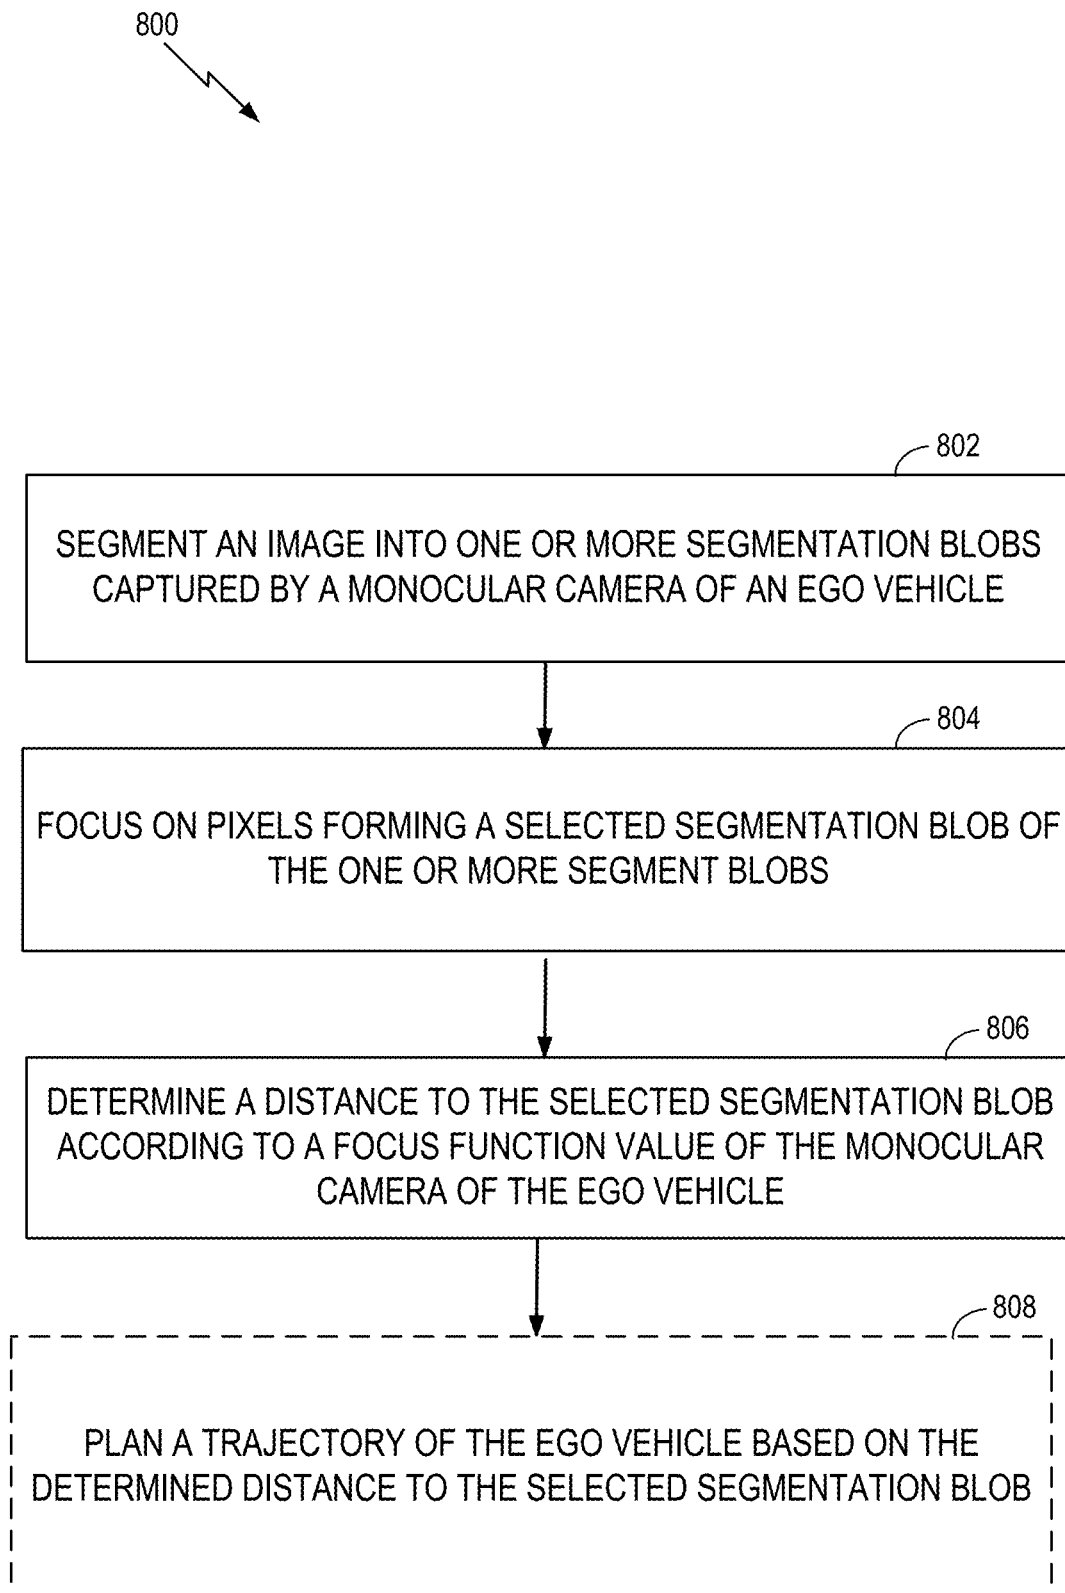 800
802
SEGMENT AN IMAGE INTO ONE OR MORE SEGMENTATION BLOBS
CAPTURED BY A MONOCULAR CAMERA OF AN EGO VEHICLE
804
FOCUS ON PIXELS FORMING A SELECTED SEGMENTATION BLOB OF
THE ONE OR MORE SEGMENT BLOBS
806
DETERMINE A DISTANCE TO THE SELECTED SEGMENTATION BLOB
ACCORDING TO A FOCUS FUNCTION VALUE OF THE MONOCULAR
CAMERA OF THE EGO VEHICLE
808
PLAN A TRAJECTORY OF THE EGO VEHICLE BASED ON THE
DETERMINED DISTANCE TO THE SELECTED SEGMENTATION BLOB